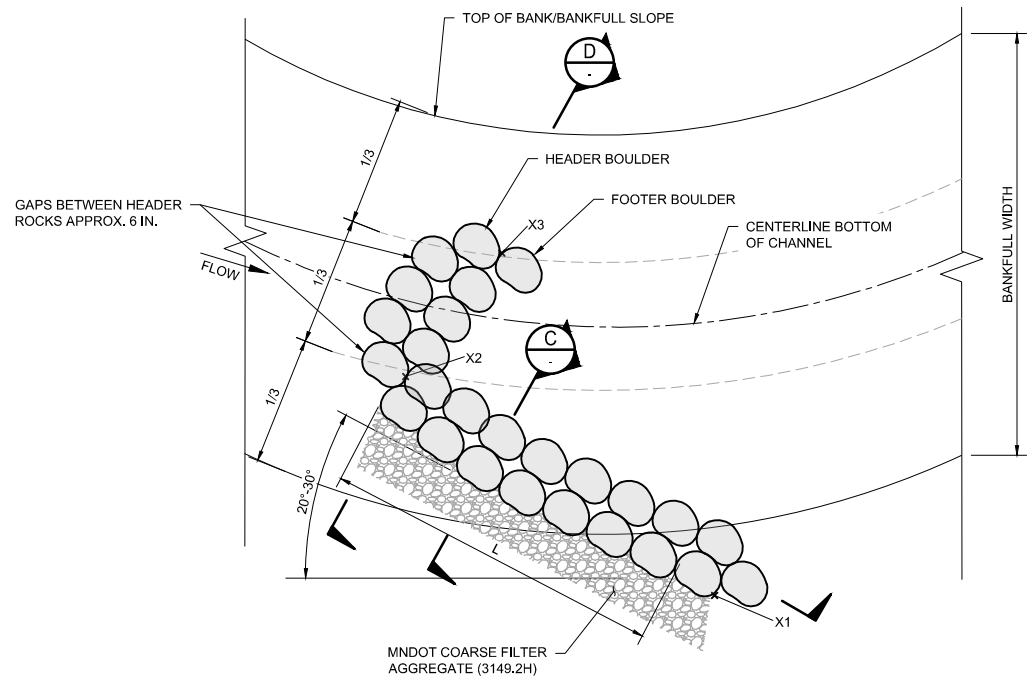 TOP OF BANK/BANKFULL SLOPE
D
-
1/3
HEADER BOULDER
GAPS BETWEEN HEADER
ROCKS APPROX. 6 IN.
FOOTER BOULDER
X3
CENTERLINE BOTTOM
OF CHANNEL
BANKFULL WIDTH
FLOW
1/3
C
-
X2
1/3
20°-30°
L
X1
MNDOT COARSE FILTER
AGGREGATE (3149.2H)